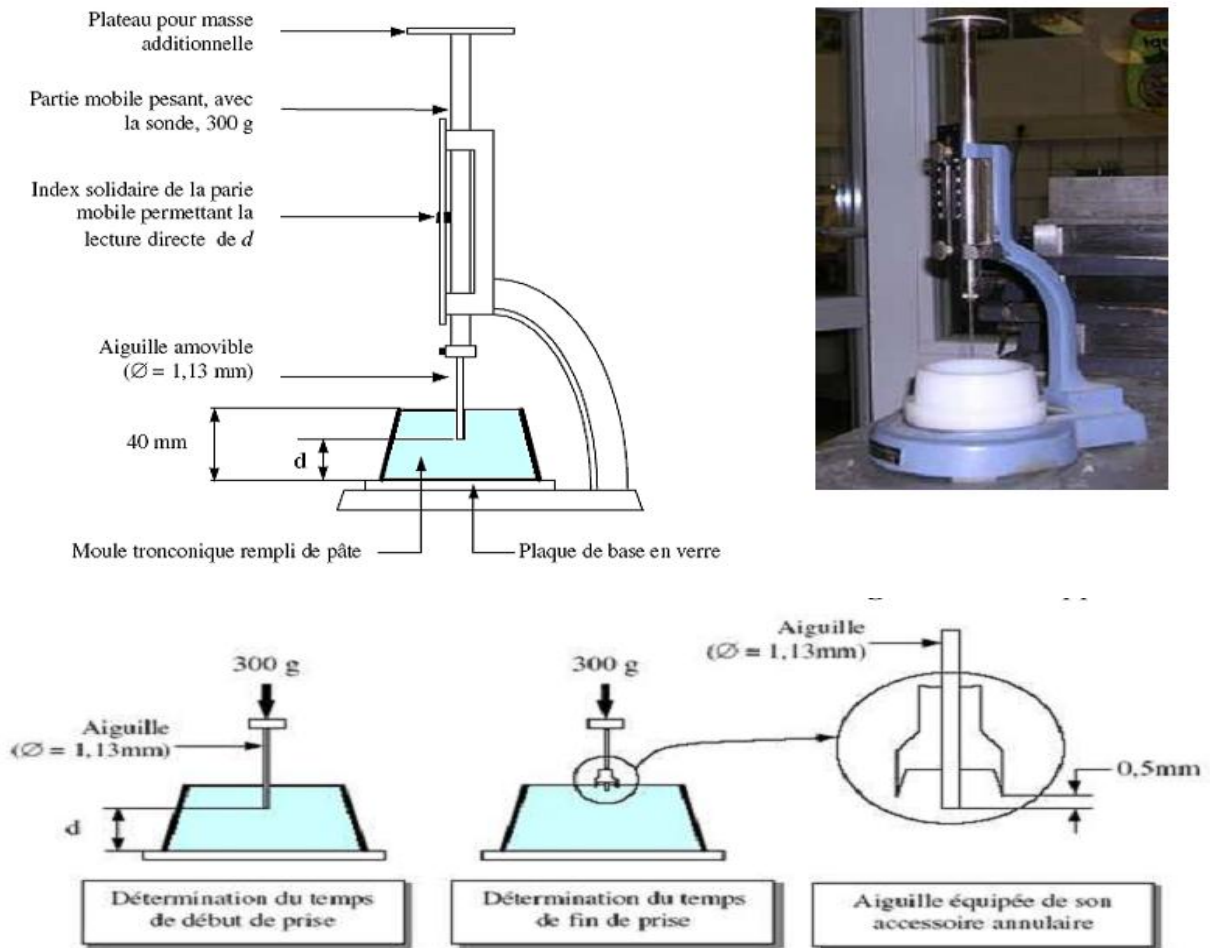 Plateau pour masse
additionnelle
Partie mobile pesant, avec
la sonde, 300 g
Index solidaire de la parie
mobile permettant la
lecture directe de d
Aiguille amovible
(Ø = 1,13 mm)
40 mm
d
Moule tronconique rempli de pâte
Plaque de base en verre
300 g
Aiguille
(Ø = 1,13mm)
d
Détermination du temps
de début de prise
300 g
Détermination du temps
de fin de prise
Aiguille
(Ø = 1,13mm)
0,5mm
Aiguille équipée de son
accessoire annulaire